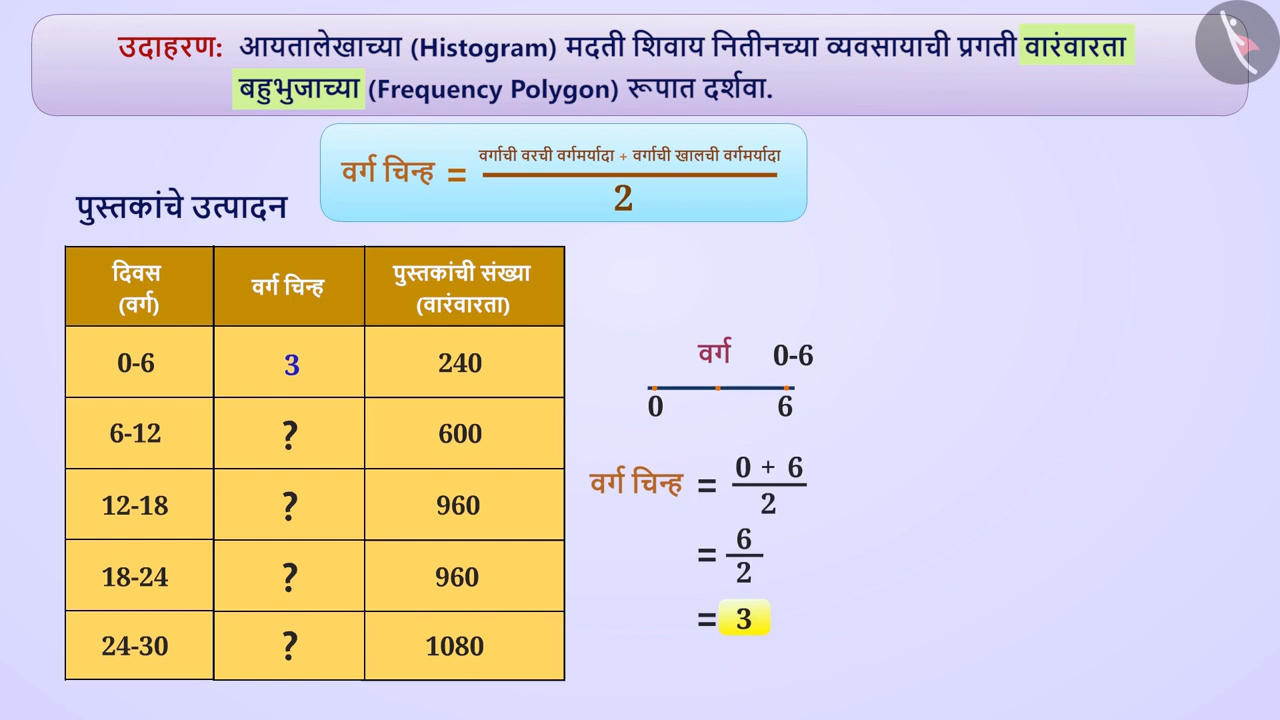 उदाहरण: आयतालेखाच्या (Histogram) मदती शिवाय नितीनच्या व्यवसायाची प्रगती वारंवारता
बहुभुजाच्या (Frequency Polygon) रूपात दर्शवा.
वर्ग चिन्ह = वर्गाची वरची वर्गमर्यादा + वर्गाची खालची वर्गमर्यादा
2
पुस्तकांचे उत्पादन
दिवस (वर्ग) वर्ग चिन्ह पुस्तकांची संख्या (वारंवारता)
0-6 3 240
6-12 ? 600
12-18 ? 960
18-24 ? 960
24-30 ? 1080
वर्ग 0-6
0 6
वर्ग चिन्ह = 0 + 6
2
= 6
2
= 3